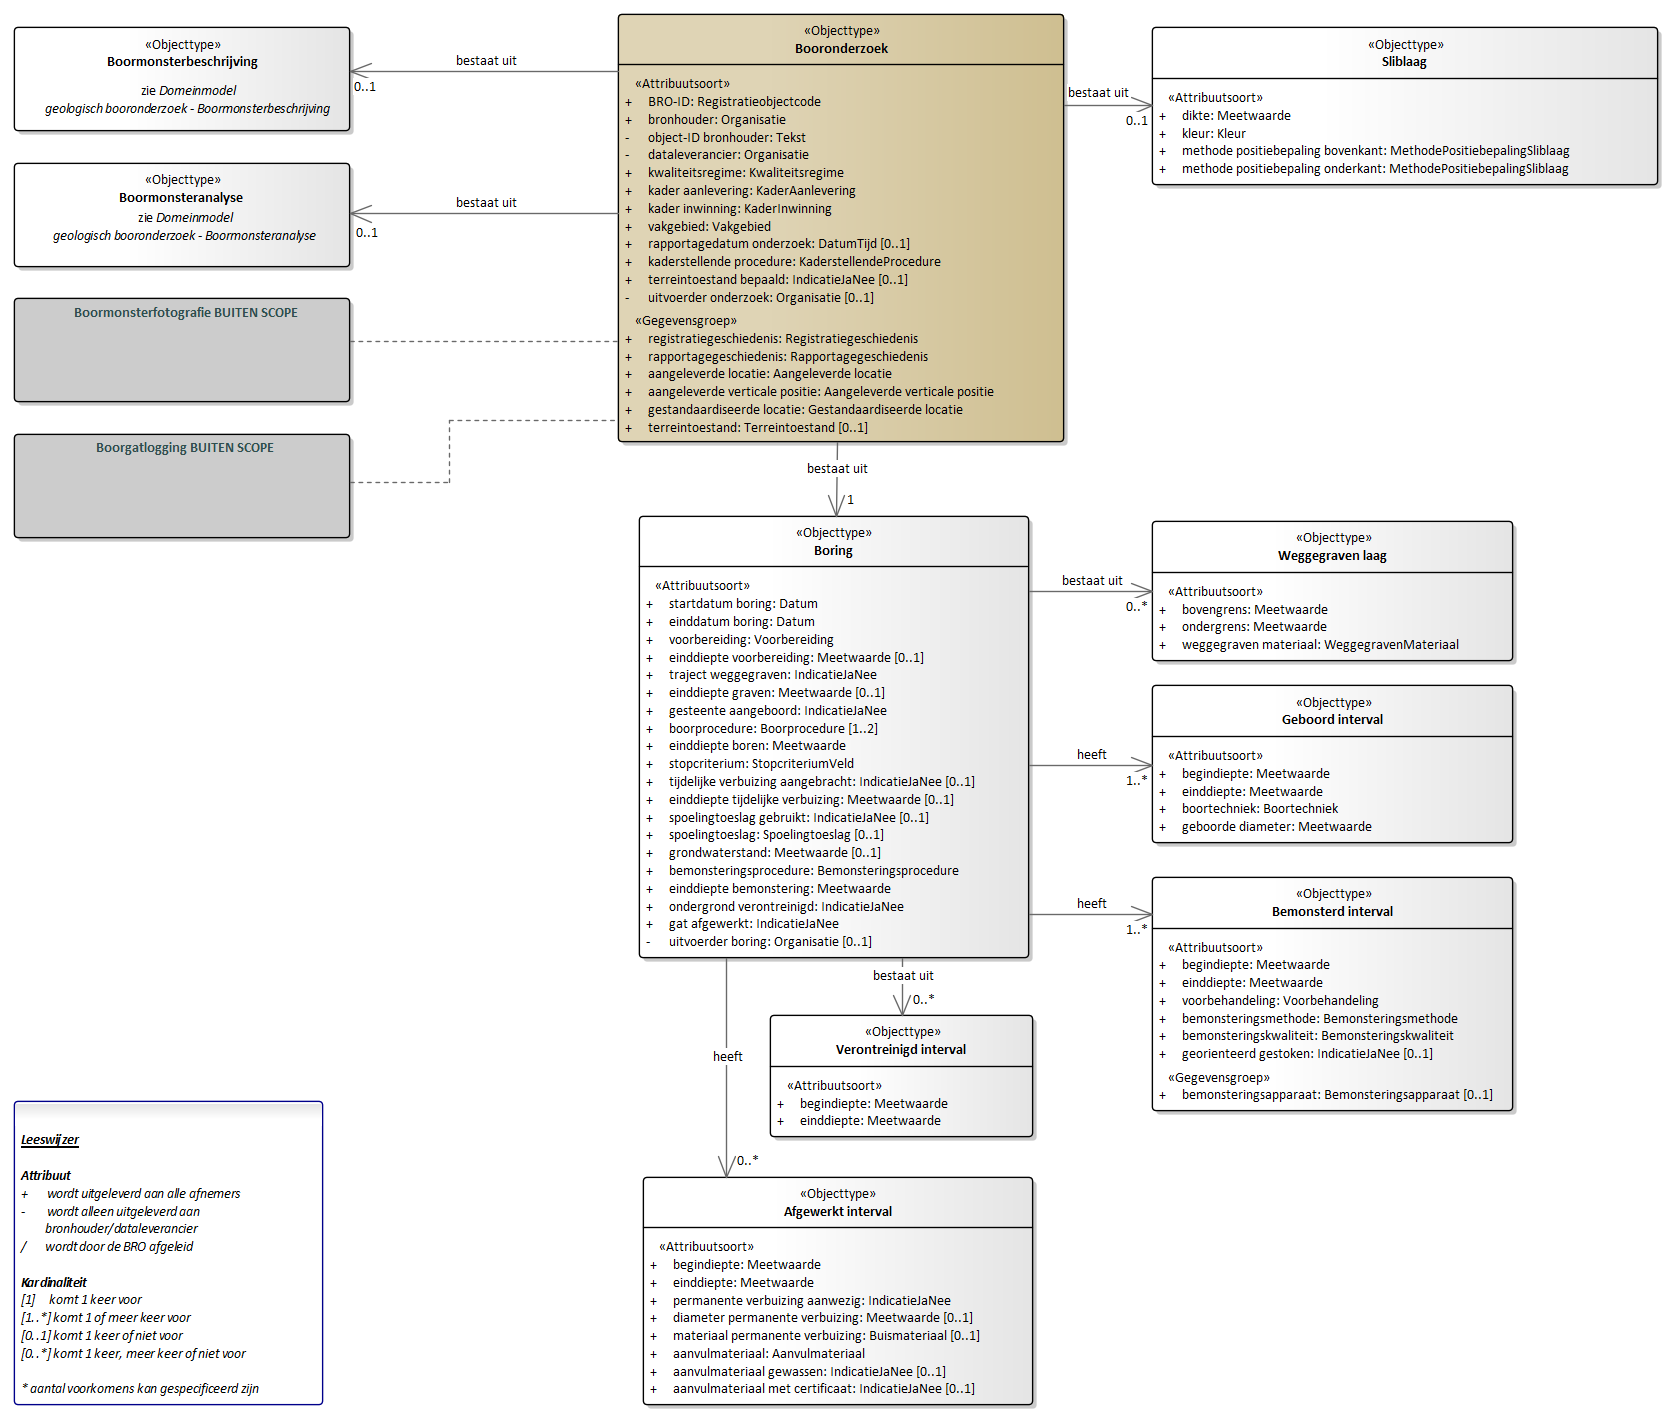 «Objecttype»
Boormonsterbeschrijving
zie Domeinmodel
geologisch booronderzoek - Boormonsterbeschrijving
bestaat uit
0..1
«Objecttype»
Boormonsteranalyse
zie Domeinmodel
geologisch booronderzoek - Boormonsteranalyse
bestaat uit
0..1
Boormonsterfotografie BUITEN SCOPE
Boorgatlogging BUITEN SCOPE
«Objecttype»
Booronderzoek
«Attribuutsoort»
+ BRO-ID: Registratieobjectcode
+ bronhouder: Organisatie
- object-ID bronhouder: Tekst
- dataleverancier: Organisatie
+ kwaliteitsregime: Kwaliteitsregime
+ kader aanlevering: KaderAanlevering
+ kader inwinning: KaderInwinning
+ vakgebied: Vakgebied
+ rapportagedatum onderzoek: DatumTijd [0..1]
+ kaderstellende procedure: KaderstellendeProcedure
+ terreintoestand bepaald: IndicatieJaNee [0..1]
- uitvoerder onderzoek: Organisatie [0..1]
«Gegevensgroep»
+ registratiegeschiedenis: Registratiegeschiedenis
+ rapportagegeschiedenis: Rapportagegeschiedenis
+ aangeleverde locatie: Aangeleverde locatie
+ aangeleverde verticale positie: Aangeleverde verticale positie
+ gestandaardiseerde locatie: Gestandaardiseerde locatie
+ terreintoestand: Terreintoestand [0..1]
bestaat uit
0..1
«Objecttype»
Sliblaag
«Attribuutsoort»
+ dikte: Meetwaarde
+ kleur: Kleur
+ methode positiebepaling bovenkant: MethodePositiebepalingSliblaag
+ methode positiebepaling onderkant: MethodePositiebepalingSliblaag
bestaat uit
1
«Objecttype»
Boring
«Attribuutsoort»
+ startdatum boring: Datum
+ einddatum boring: Datum
+ voorbereiding: Voorbereiding
+ einddiepte voorbereiding: Meetwaarde [0..1]
+ traject weggegraven: IndicatieJaNee
+ einddiepte graven: Meetwaarde [0..1]
+ gesteente aangeboord: IndicatieJaNee
+ boorprocedure: Boorprocedure [1..2]
+ einddiepte boren: Meetwaarde
+ stopcriterium: StopcriteriumVeld
+ tijdelijke verbuizing aangebracht: IndicatieJaNee [0..1]
+ einddiepte tijdelijke verbuizing: Meetwaarde [0..1]
+ spoelingtoeslag gebruikt: IndicatieJaNee [0..1]
+ spoelingtoeslag: Spoelingtoeslag [0..1]
+ grondwaterstand: Meetwaarde [0..1]
+ bemonsteringsprocedure: Bemonsteringsprocedure
+ einddiepte bemonstering: Meetwaarde
+ ondergrond verontreinigd: IndicatieJaNee
+ gat afgewerkt: IndicatieJaNee
- uitvoerder boring: Organisatie [0..1]
bestaat uit
0..*
«Objecttype»
Weggegraven laag
«Attribuutsoort»
+ bovengrens: Meetwaarde
+ ondergrens: Meetwaarde
+ weggegraven materiaal: WeggegravenMateriaal
heeft
1..*
«Objecttype»
Geboord interval
«Attribuutsoort»
+ begindiepte: Meetwaarde
+ einddiepte: Meetwaarde
+ boortechniek: Boortechniek
+ geboorde diameter: Meetwaarde
heeft
1..*
«Objecttype»
Bemonsterd interval
«Attribuutsoort»
+ begindiepte: Meetwaarde
+ einddiepte: Meetwaarde
+ voorbehandeling: Voorbehandeling
+ bemonsteringsmethode: Bemonsteringsmethode
+ bemonsteringskwaliteit: Bemonsteringskwaliteit
+ georienteerd gestoken: IndicatieJaNee [0..1]
«Gegevensgroep»
+ bemonsteringsapparaat: Bemonsteringsapparaat [0..1]
bestaat uit
0..*
«Objecttype»
Verontreinigd interval
«Attribuutsoort»
+ begindiepte: Meetwaarde
+ einddiepte: Meetwaarde
heeft
0..*
«Objecttype»
Afgewerkt interval
«Attribuutsoort»
+ begindiepte: Meetwaarde
+ einddiepte: Meetwaarde
+ permanente verbuizing aanwezig: IndicatieJaNee
+ diameter permanente verbuizing: Meetwaarde [0..1]
+ materiaal permanente verbuizing: Buismateriaal [0..1]
+ aanvulmateriaal: Aanvulmateriaal
+ aanvulmateriaal gewassen: IndicatieJaNee [0..1]
+ aanvulmateriaal met certificaat: IndicatieJaNee [0..1]
Leeswijzer
Attribuut
+ wordt uitgeleverd aan alle afnemers
- wordt alleen uitgeleverd aan
bronhouder/dataleverancier
/ wordt door de BRO afgeleid
Kardinaliteit
[1] komt 1 keer voor
[1..*] komt 1 of meer keer voor
[0..1] komt 1 keer of niet voor
[0..*] komt 1 keer, meer keer of niet voor
* aantal voorkomens kan gespecificeerd zijn